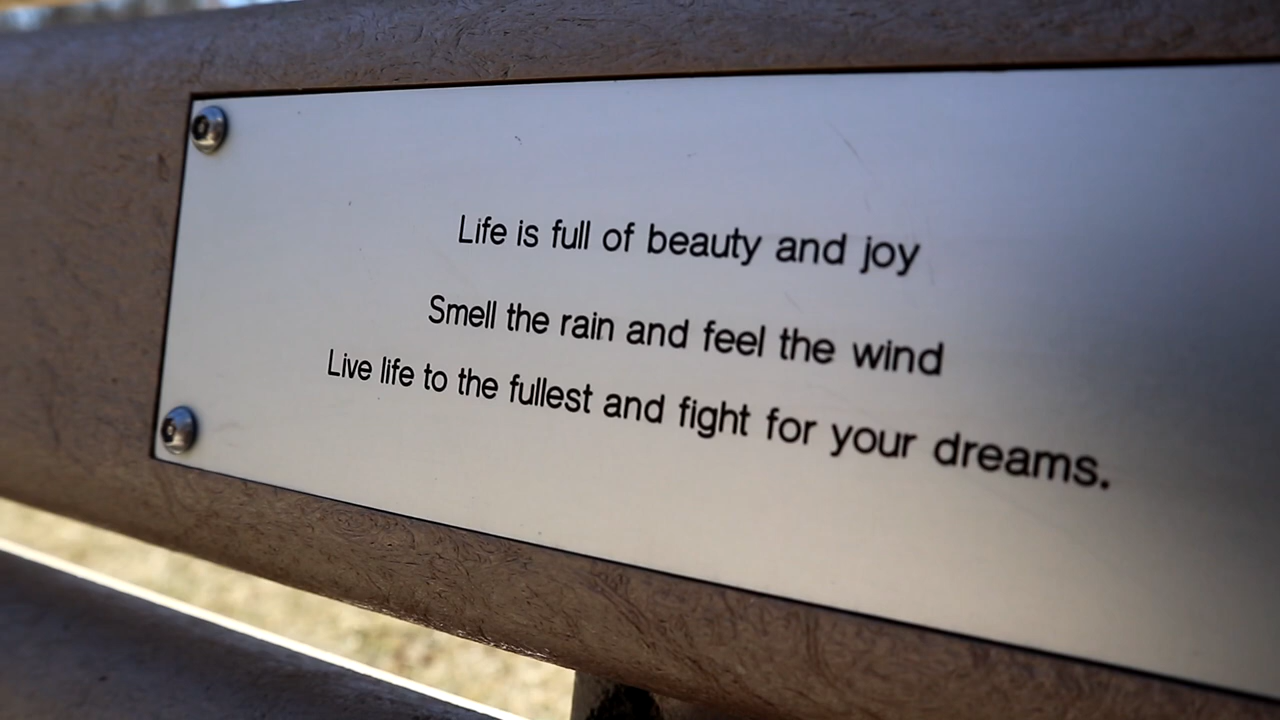 Life is full of beauty and joy
Smell the rain and feel the wind
Live life to the fullest and fight for your dreams.